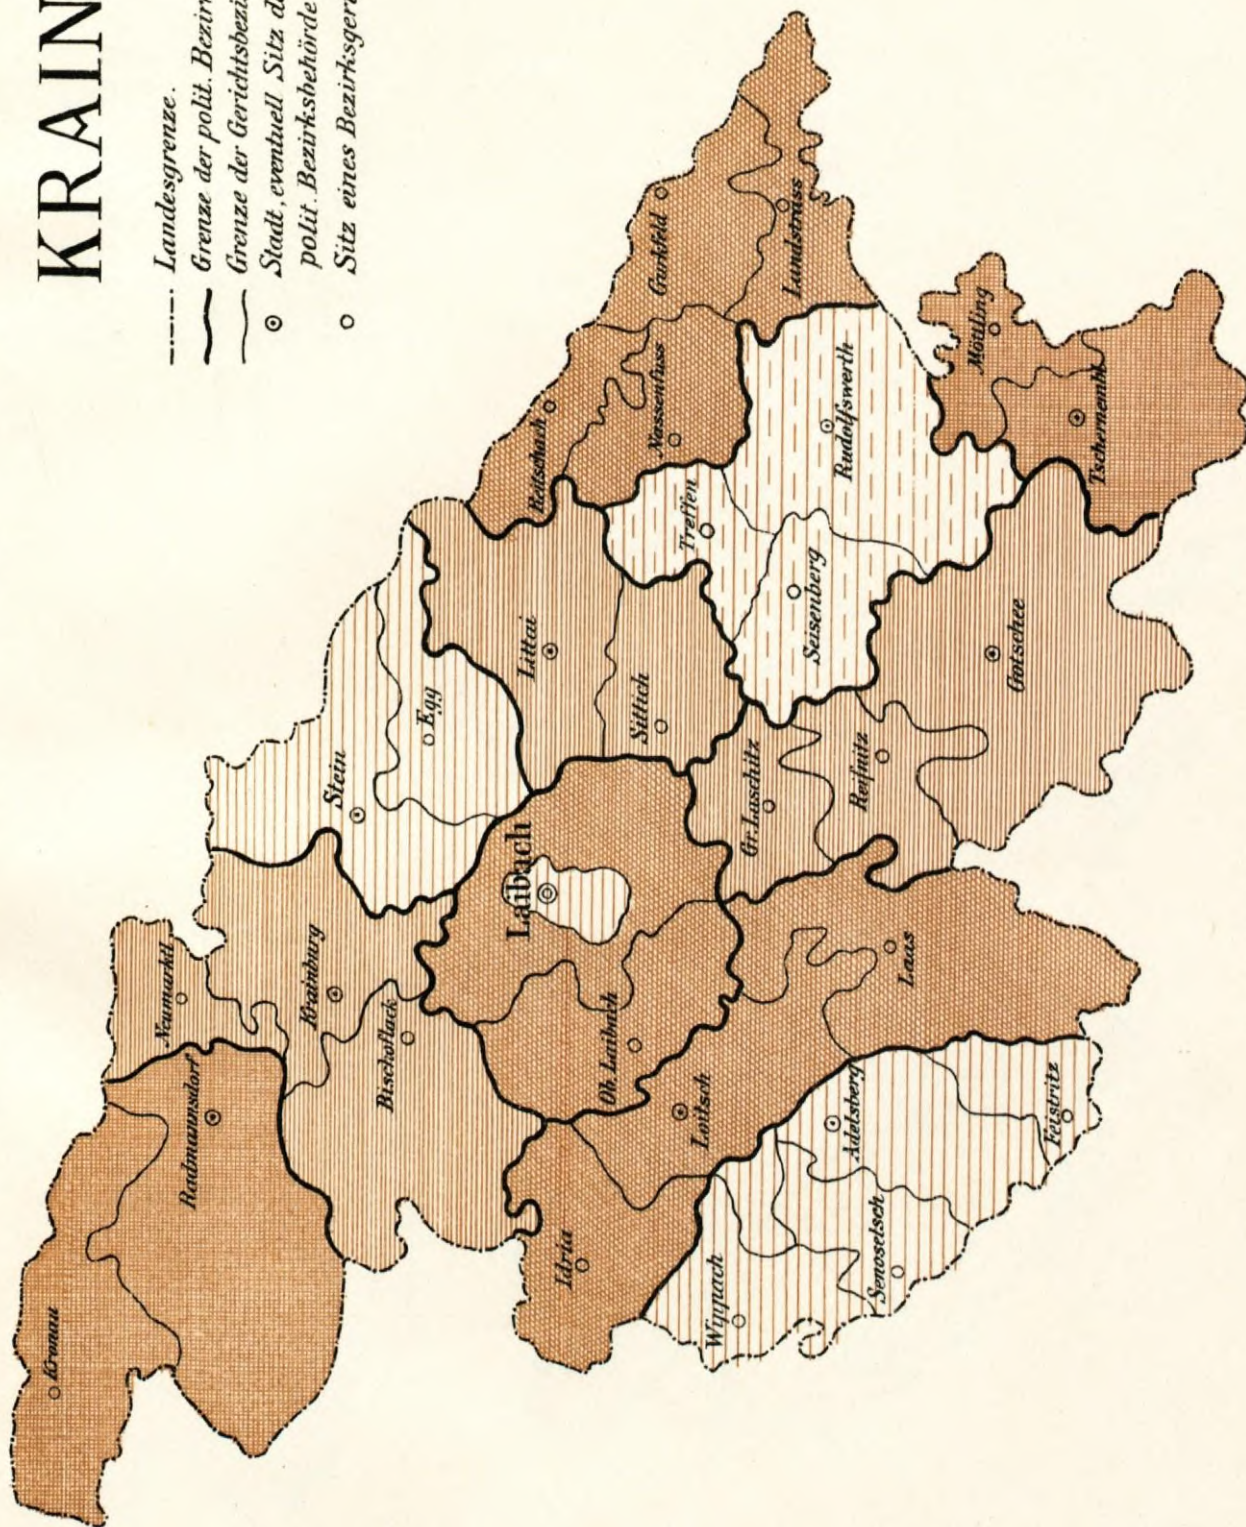 KRAIN
Landesgrenze.
Grenze der polit. Bezir
Grenze der Gerichtsbezi
Stadt, eventuell Sitz d
polit. Bezirksbehörde
Sitz eines Bezirksger
Kronau
Radmannsdorf
Neumarktl
Krainburg
Bischoflack
Stein
Egg
Laibach
Ob. Laibach
Littai
Sittich
Ratschach
Nassenfuss
Gurkfeld
Landstrass
Treffen
Seisenberg
Rudolfswerth
Möttling
Tschernembl
Gotschee
Reifnitz
Gr. Laschitz
Laas
Loitsch
Idria
Wippach
Adelsberg
Senosetsch
Feistritz